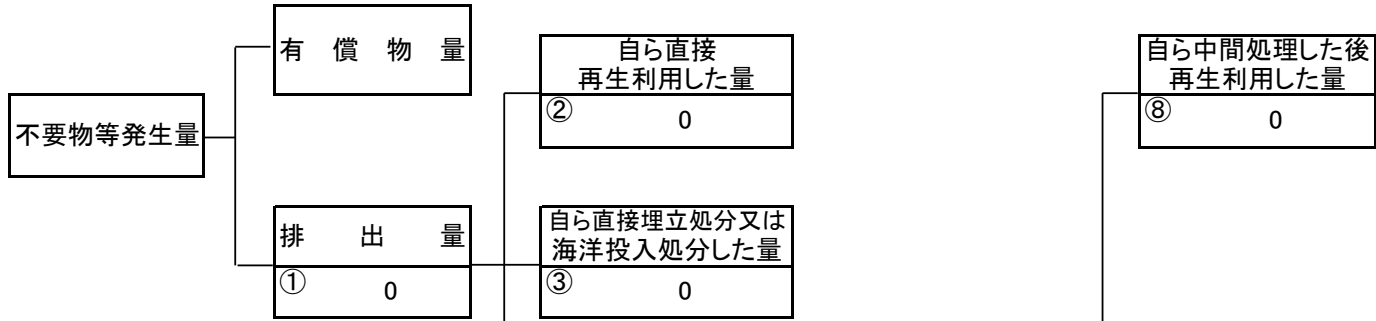 有償物量
自ら直接
再生利用した量
② 0
自ら中間処理した後
再生利用した量
⑧ 0
不要物等発生量
排出量
① 0
自ら直接埋立処分又は
海洋投入処分した量
③ 0